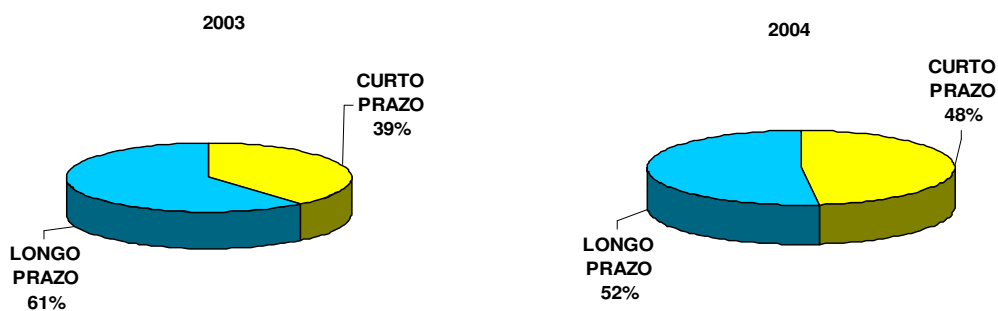 2003
CURTO
PRAZO
39%
LONGO
PRAZO
61%
2004
CURTO
PRAZO
48%
LONGO
PRAZO
52%